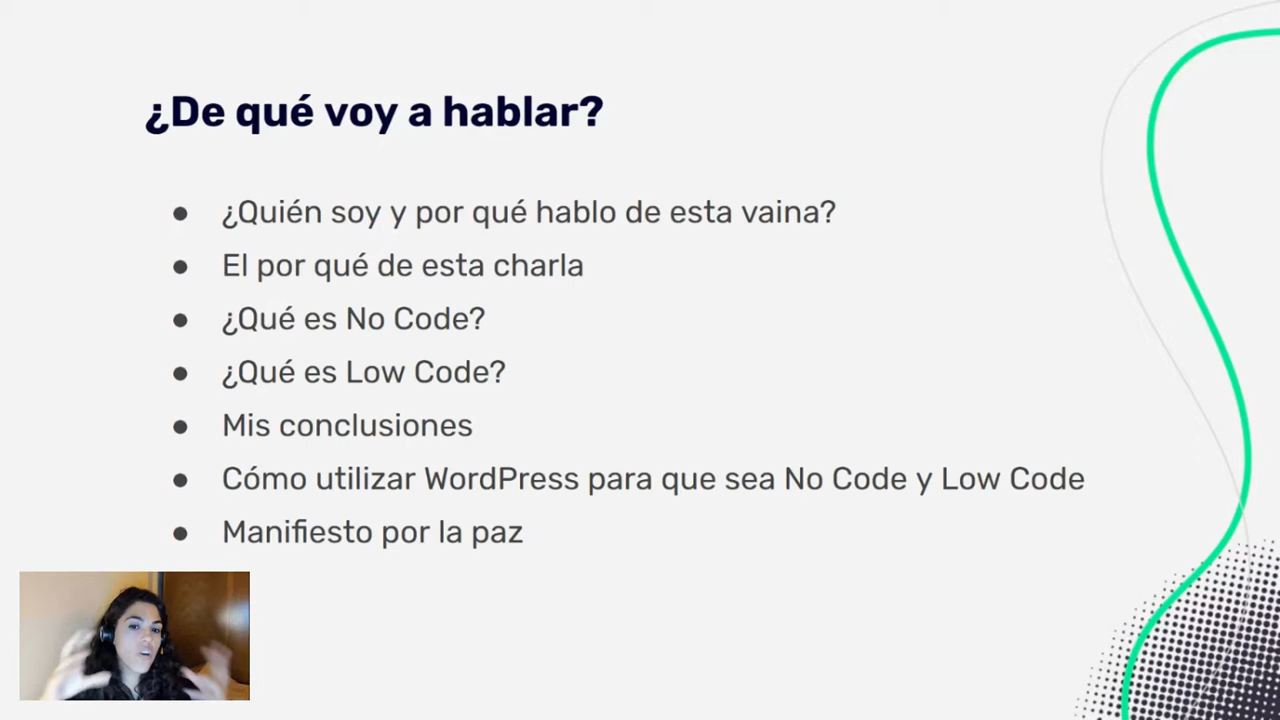 ¿De qué voy a hablar?
¿Quién soy y por qué hablo de esta vaina?
El por qué de esta charla
¿Qué es No Code?
¿Qué es Low Code?
Mis conclusiones
Cómo utilizar WordPress para que sea No Code y Low Code
Manifiesto por la paz